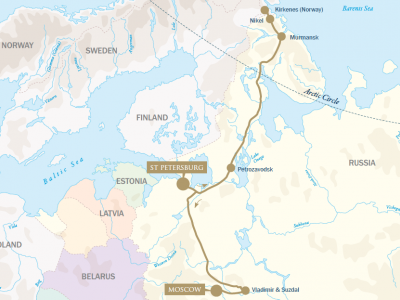 Kirkenes (Norway)
Barents Sea
Nikel
Murmansk
NORWAY
SWEDEN
Arctic Circle
FINLAND
ST PETERSBURG
RUSSIA
Petrozavodsk
Baltic Sea
ESTONIA
LATVIA
OLAND
BELARUS
MOSCOW
Vladimir & Suzdal